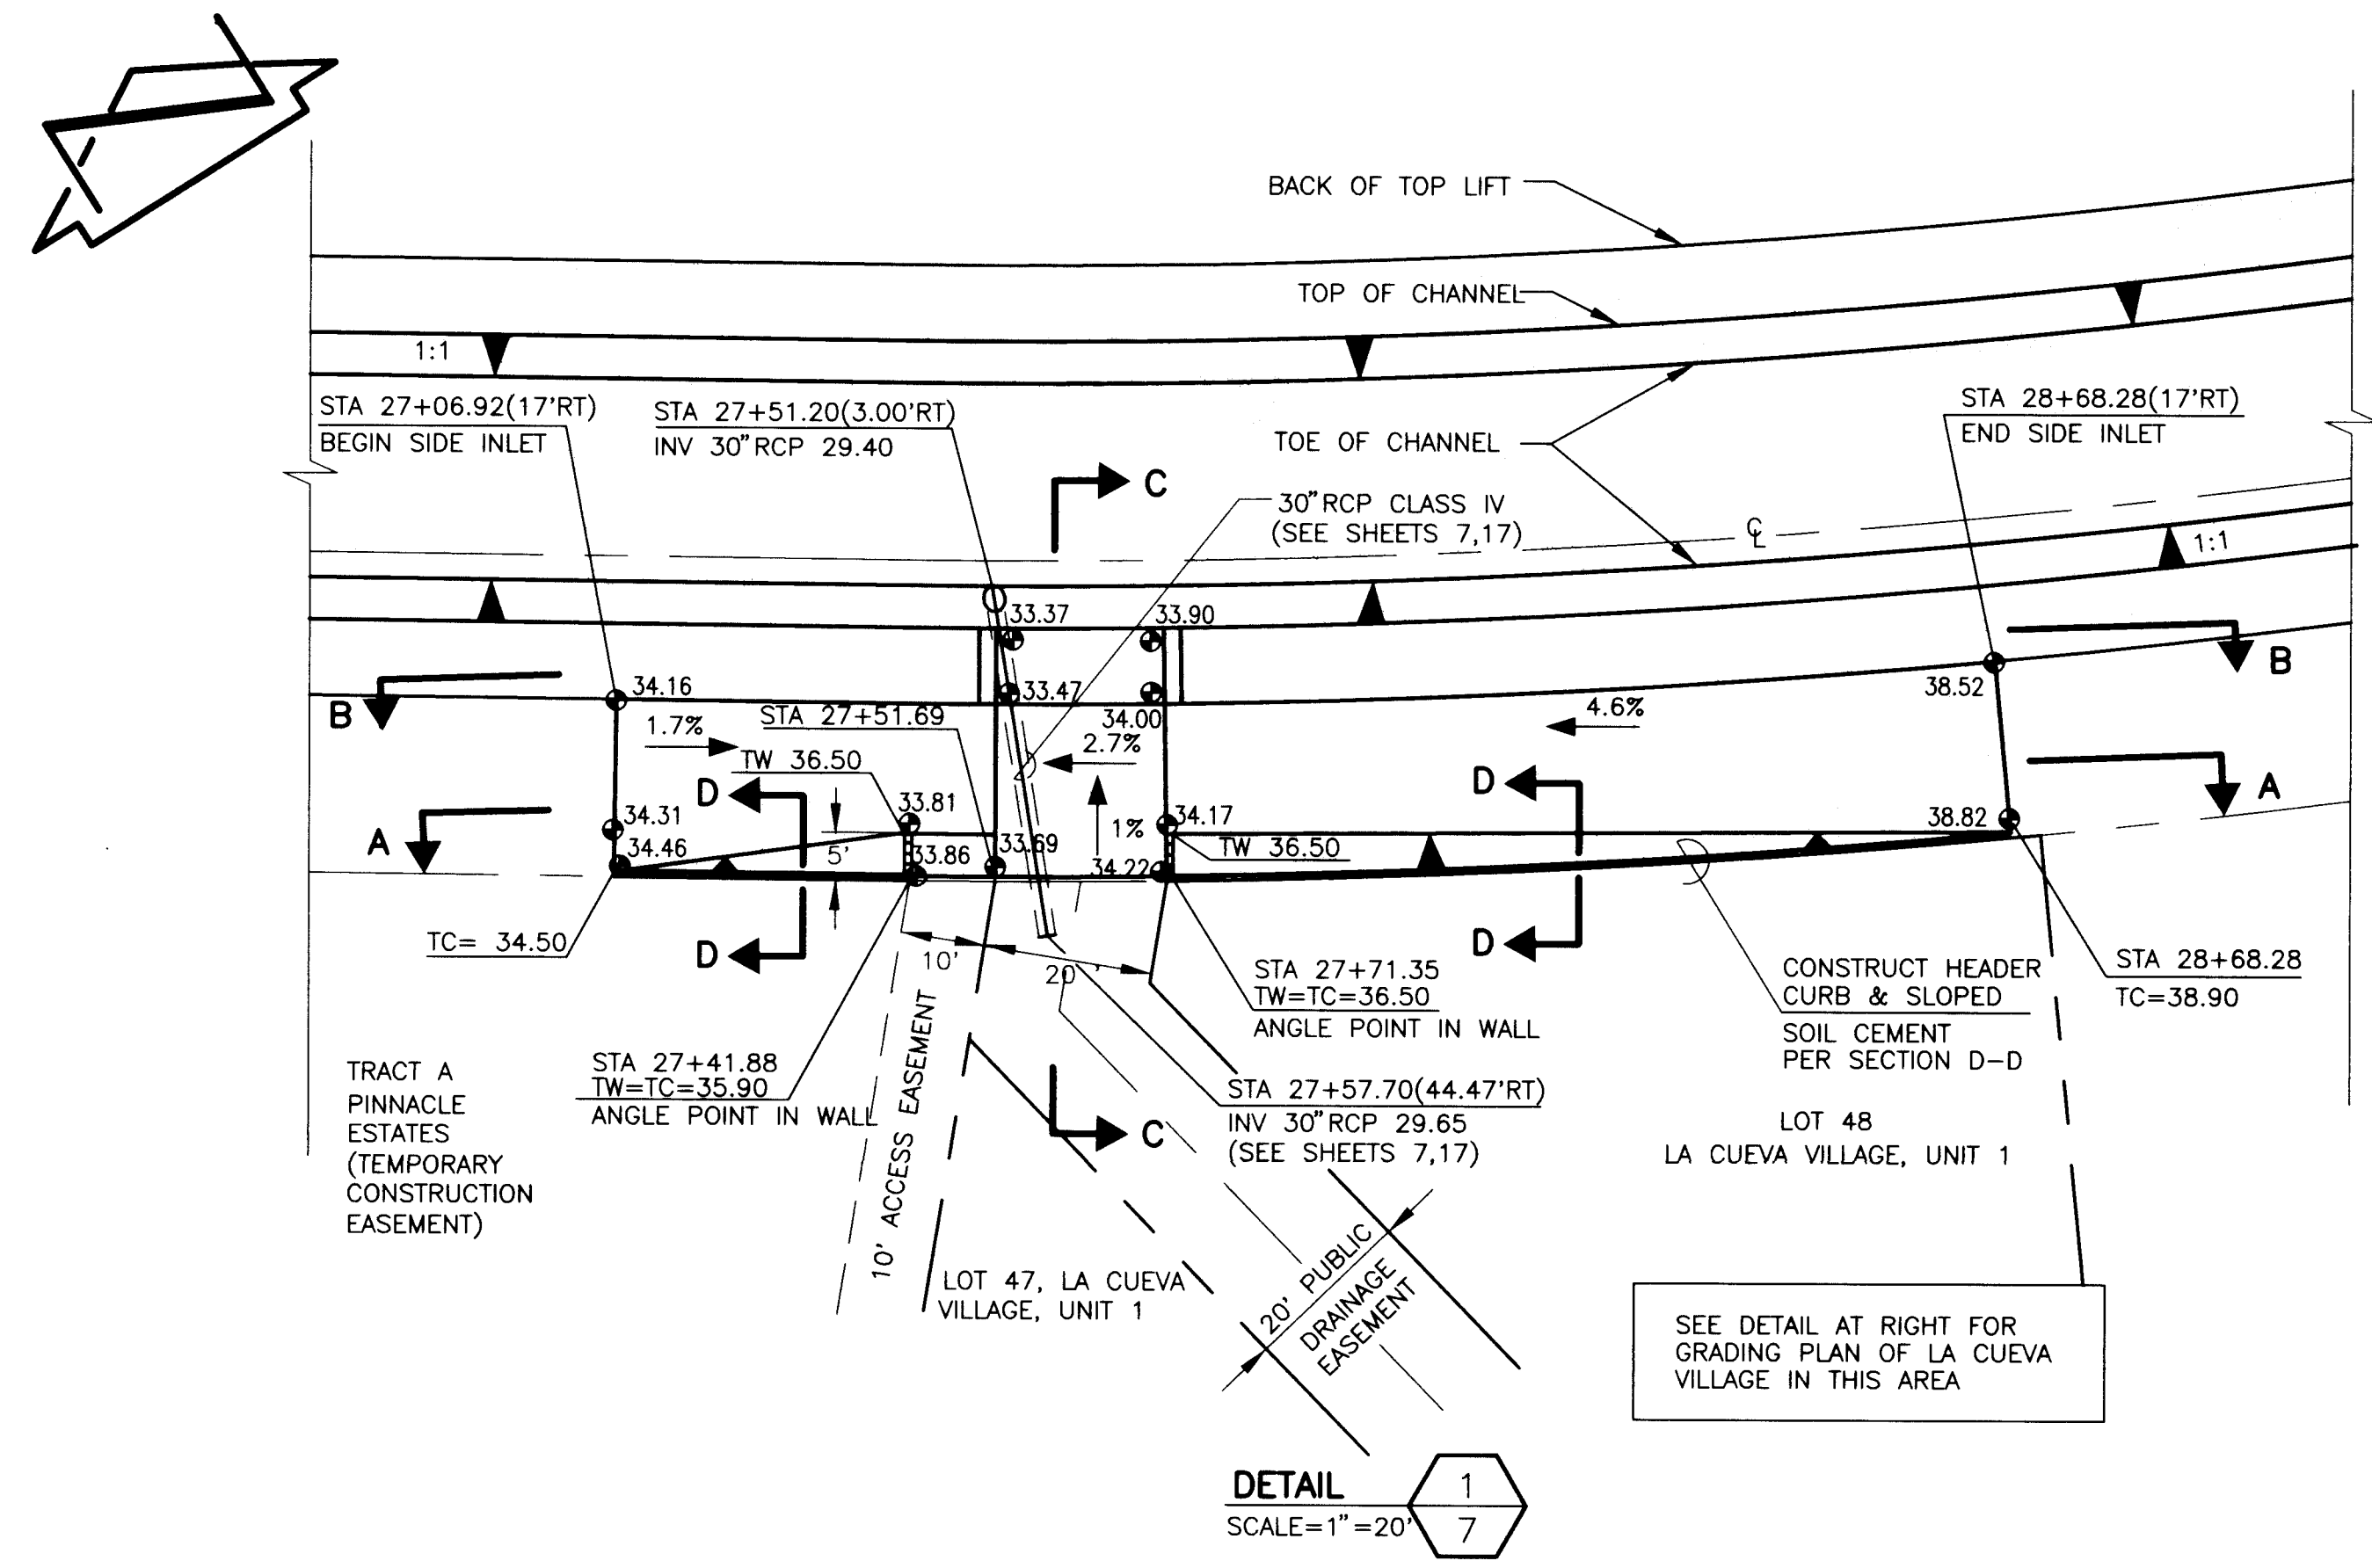 BACK OF TOP LIFT
TOP OF CHANNEL
1:1
STA 27+06.92(17'RT)
BEGIN SIDE INLET
STA 27+51.20(3.00'RT)
INV 30"RCP 29.40
TOE OF CHANNEL
STA 28+68.28(17'RT)
END SIDE INLET
C
30"RCP CLASS IV
(SEE SHEETS 7,17)
℄
1:1
33.37
33.90
B
34.16
33.47
38.52
B
1.7%
STA 27+51.69
34.00
4.6%
TW 36.50
2.7%
D
33.81
D
A
34.31
34.17
38.82
A
1%
34.46
5'
33.86
33.69
TW 36.50
34.22
TC= 34.50
D
10'
20'
D
STA 27+71.35
TW=TC=36.50
ANGLE POINT IN WALL
CONSTRUCT HEADER
CURB & SLOPED
SOIL CEMENT
PER SECTION D-D
STA 28+68.28
TC=38.90
TRACT A
PINNACLE
ESTATES
(TEMPORARY
CONSTRUCTION
EASEMENT)
STA 27+41.88
TW=TC=35.90
ANGLE POINT IN WALL
10' ACCESS EASEMENT
C
STA 27+57.70(44.47'RT)
INV 30"RCP 29.65
(SEE SHEETS 7,17)
LOT 48
LA CUEVA VILLAGE, UNIT 1
LOT 47, LA CUEVA
VILLAGE, UNIT 1
20' PUBLIC
DRAINAGE
EASEMENT
SEE DETAIL AT RIGHT FOR
GRADING PLAN OF LA CUEVA
VILLAGE IN THIS AREA
DETAIL
1
SCALE=1"=20'
7